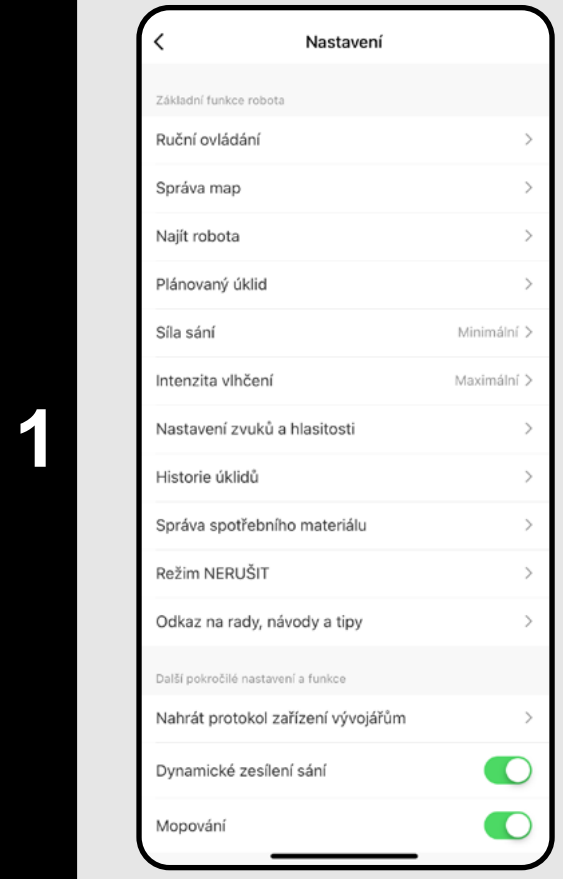 Nastavení
Základní funkce robota
Ruční ovládání
Správa map
Najít robota
Plánovaný úklid
Síla sání Minimální
Intenzita vlhčení Maximální
1
Nastavení zvuků a hlasitosti
Historie úklidů
Správa spotřebního materiálu
Režim NERUŠIT
Odkaz na rady, návody a tipy
Další pokročilé nastavení a funkce
Nahrát protokol zařízení vývojářům
Dynamické zesílení sání
Mopování